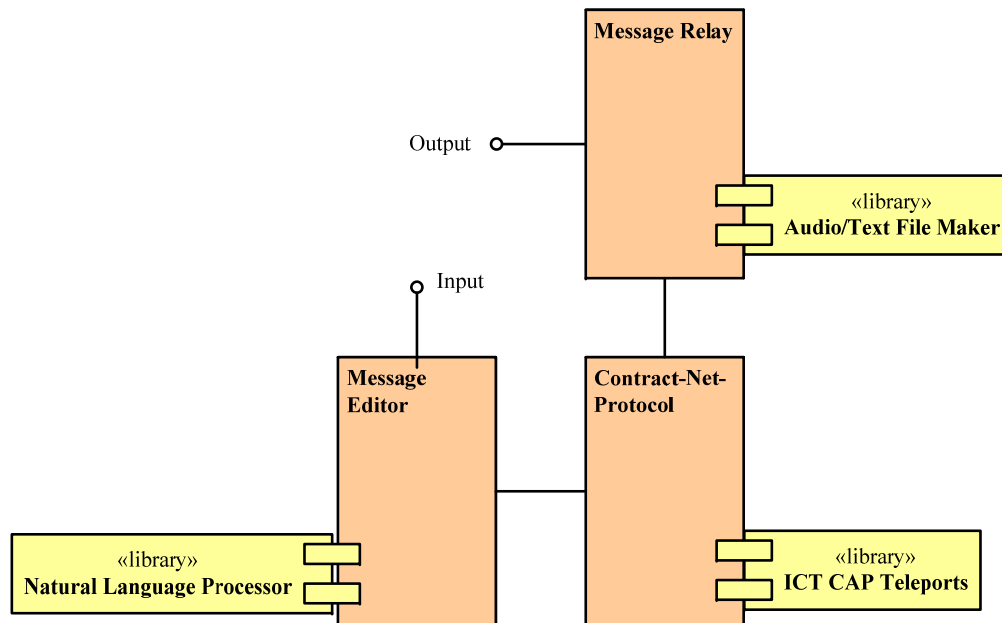 Message Relay
Output
«library»
Audio/Text File Maker
Input
Message
Editor
Contract-Net-
Protocol
«library»
Natural Language Processor
«library»
ICT CAP Teleports